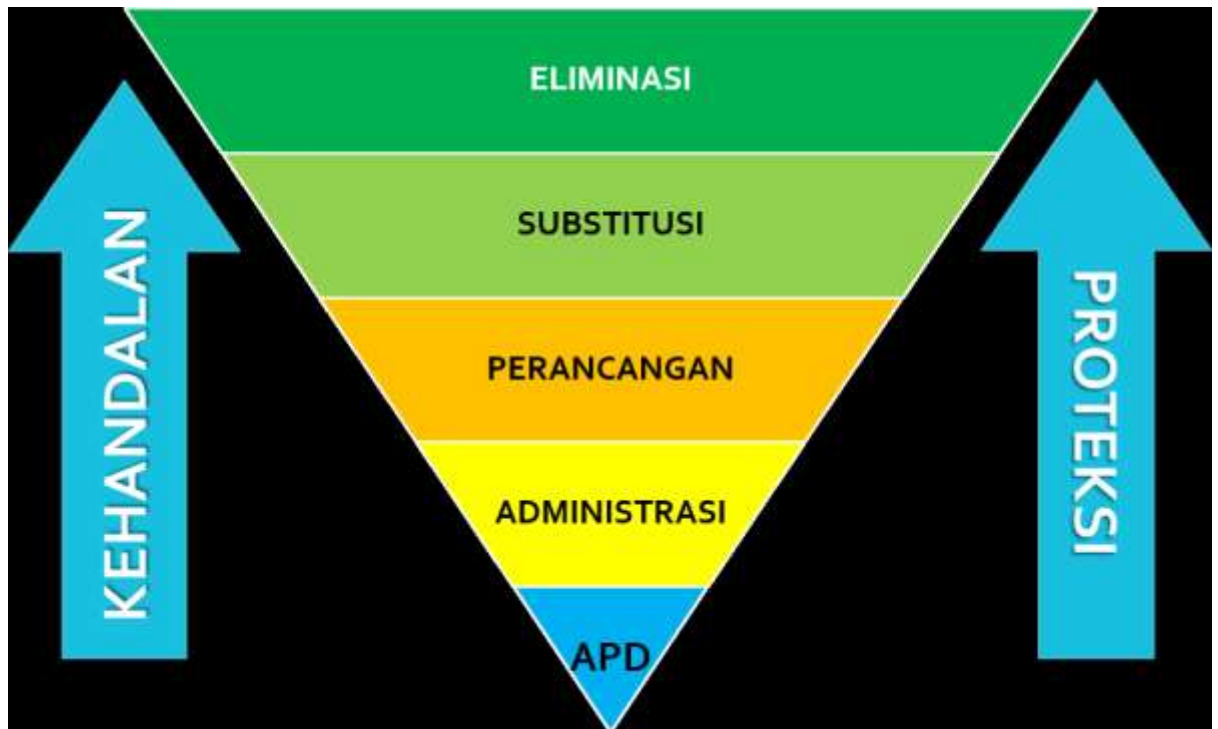 ELIMINASI
SUBSTITUSI
PERANCANGAN
ADMINISTRASI
APD
KEHANDALAN
PROTEKSI